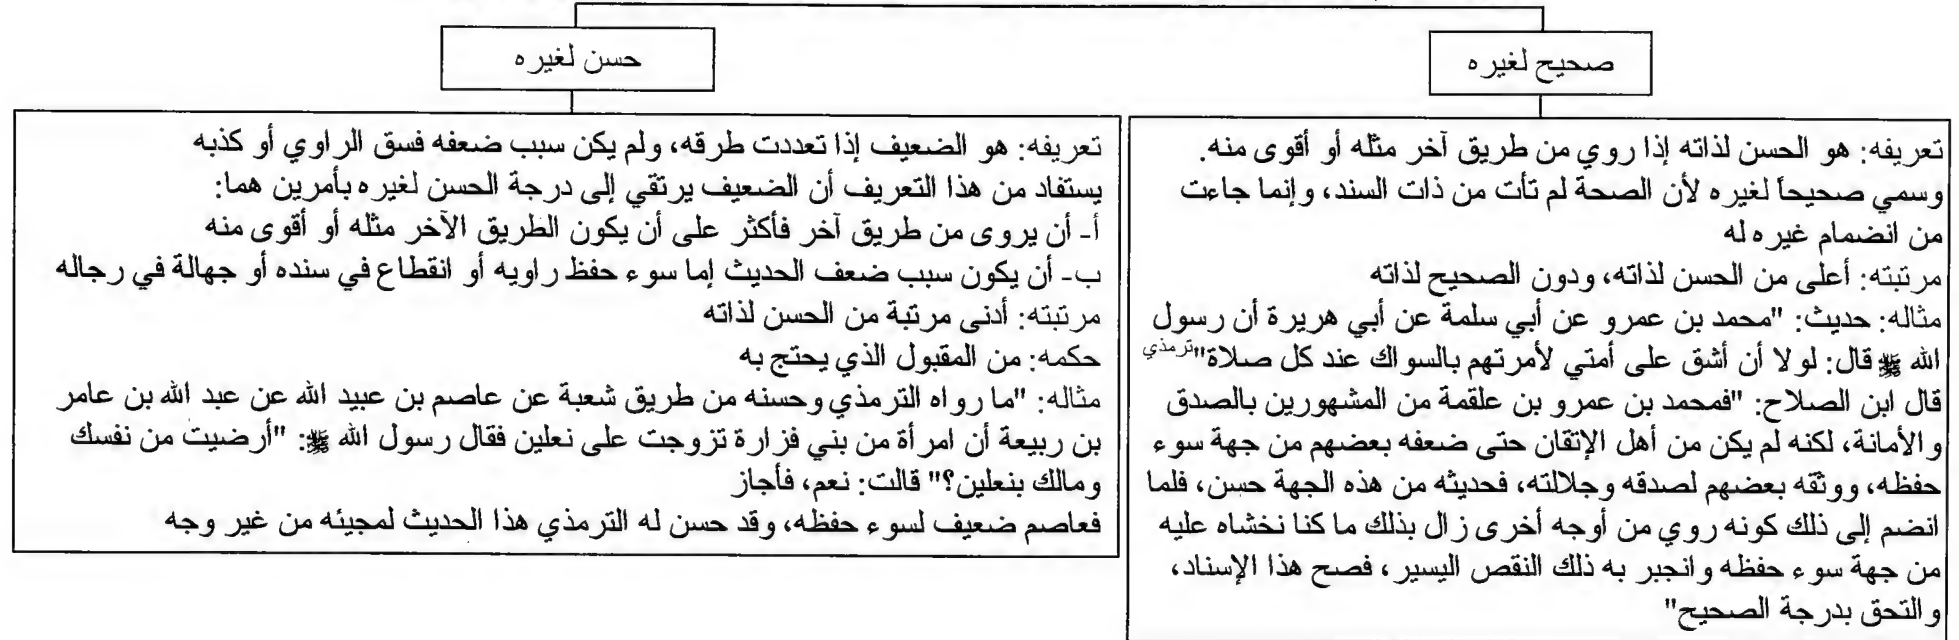 صحيح لغيره
تعريفه: هو الحسن لذاته إذا روي من طريق آخر مثله أو أقوى منه.
وسمي صحيحاً لغيره لأن الصحة لم تأت من ذات السند، وإنما جاءت
من انضمام غيره له
مرتبته: أعلى من الحسن لذاته، ودون الصحيح لذاته
مثاله: حديث: "محمد بن عمرو عن أبي سلمة عن أبي هريرة أن رسول
الله ﷺ قال: لولا أن أشق على أمتي لأمرتهم بالسواك عند كل صلاة"ترمذي
قال ابن الصلاح: "فمحمد بن عمرو بن علقمة من المشهورين بالصدق
والأمانة، لكنه لم يكن من أهل الإتقان حتى ضعفه بعضهم من جهة سوء
حفظه، ووثقه بعضهم لصدقه وجلالته، فحديثه من هذه الجهة حسن، فلما
انضم إلى ذلك كونه روي من أوجه أخرى زال بذلك ما كنا نخشاه عليه
من جهة سوء حفظه وانجبر به ذلك النقص اليسير، فصح هذا الإسناد،
والتحق بدرجة الصحيح"
حسن لغيره
تعريفه: هو الضعيف إذا تعددت طرقه، ولم يكن سبب ضعفه فسق الراوي أو كذبه
يستفاد من هذا التعريف أن الضعيف يرتقي إلى درجة الحسن لغيره بأمرين هما:
أ- أن يروى من طريق آخر فأكثر على أن يكون الطريق الآخر مثله أو أقوى منه
ب- أن يكون سبب ضعف الحديث إما سوء حفظ راويه أو انقطاع في سنده أو جهالة في رجاله
مرتبته: أدنى مرتبة من الحسن لذاته
حكمه: من المقبول الذي يحتج به
مثاله: "ما رواه الترمذي وحسنه من طريق شعبة عن عاصم بن عبيد الله عن عبد الله بن عامر
بن ربيعة أن امرأة من بني فزارة تزوجت على نعلين فقال رسول الله ﷺ: "أرضيت من نفسك
ومالك بنعلين؟" قالت: نعم، فأجاز
فعاصم ضعيف لسوء حفظه، وقد حسن له الترمذي هذا الحديث لمجيئه من غير وجه